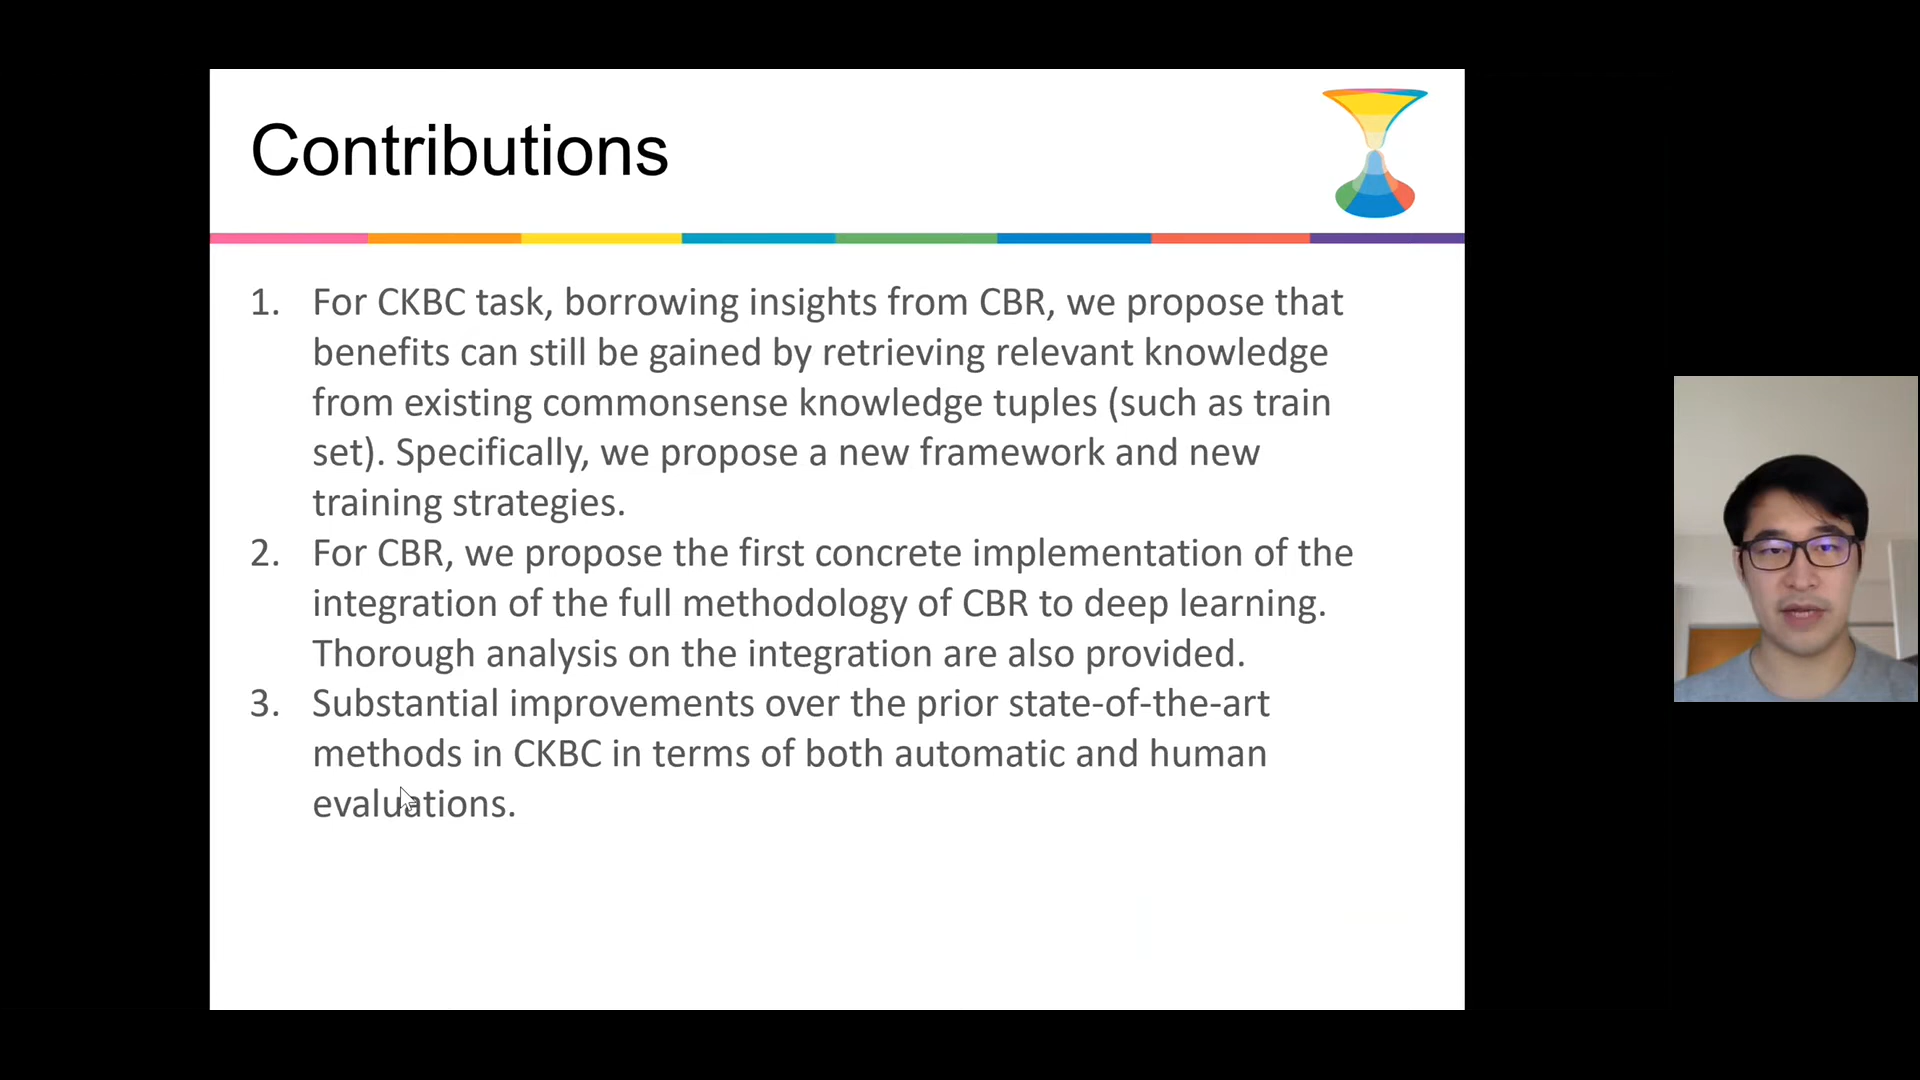 Contributions
1. For CKBC task, borrowing insights from CBR, we propose that
benefits can still be gained by retrieving relevant knowledge
from existing commonsense knowledge tuples (such as train
set). Specifically, we propose a new framework and new
training strategies.
2. For CBR, we propose the first concrete implementation of the
integration of the full methodology of CBR to deep learning.
Thorough analysis on the integration are also provided.
3. Substantial improvements over the prior state-of-the-art
methods in CKBC in terms of both automatic and human
evaluations.